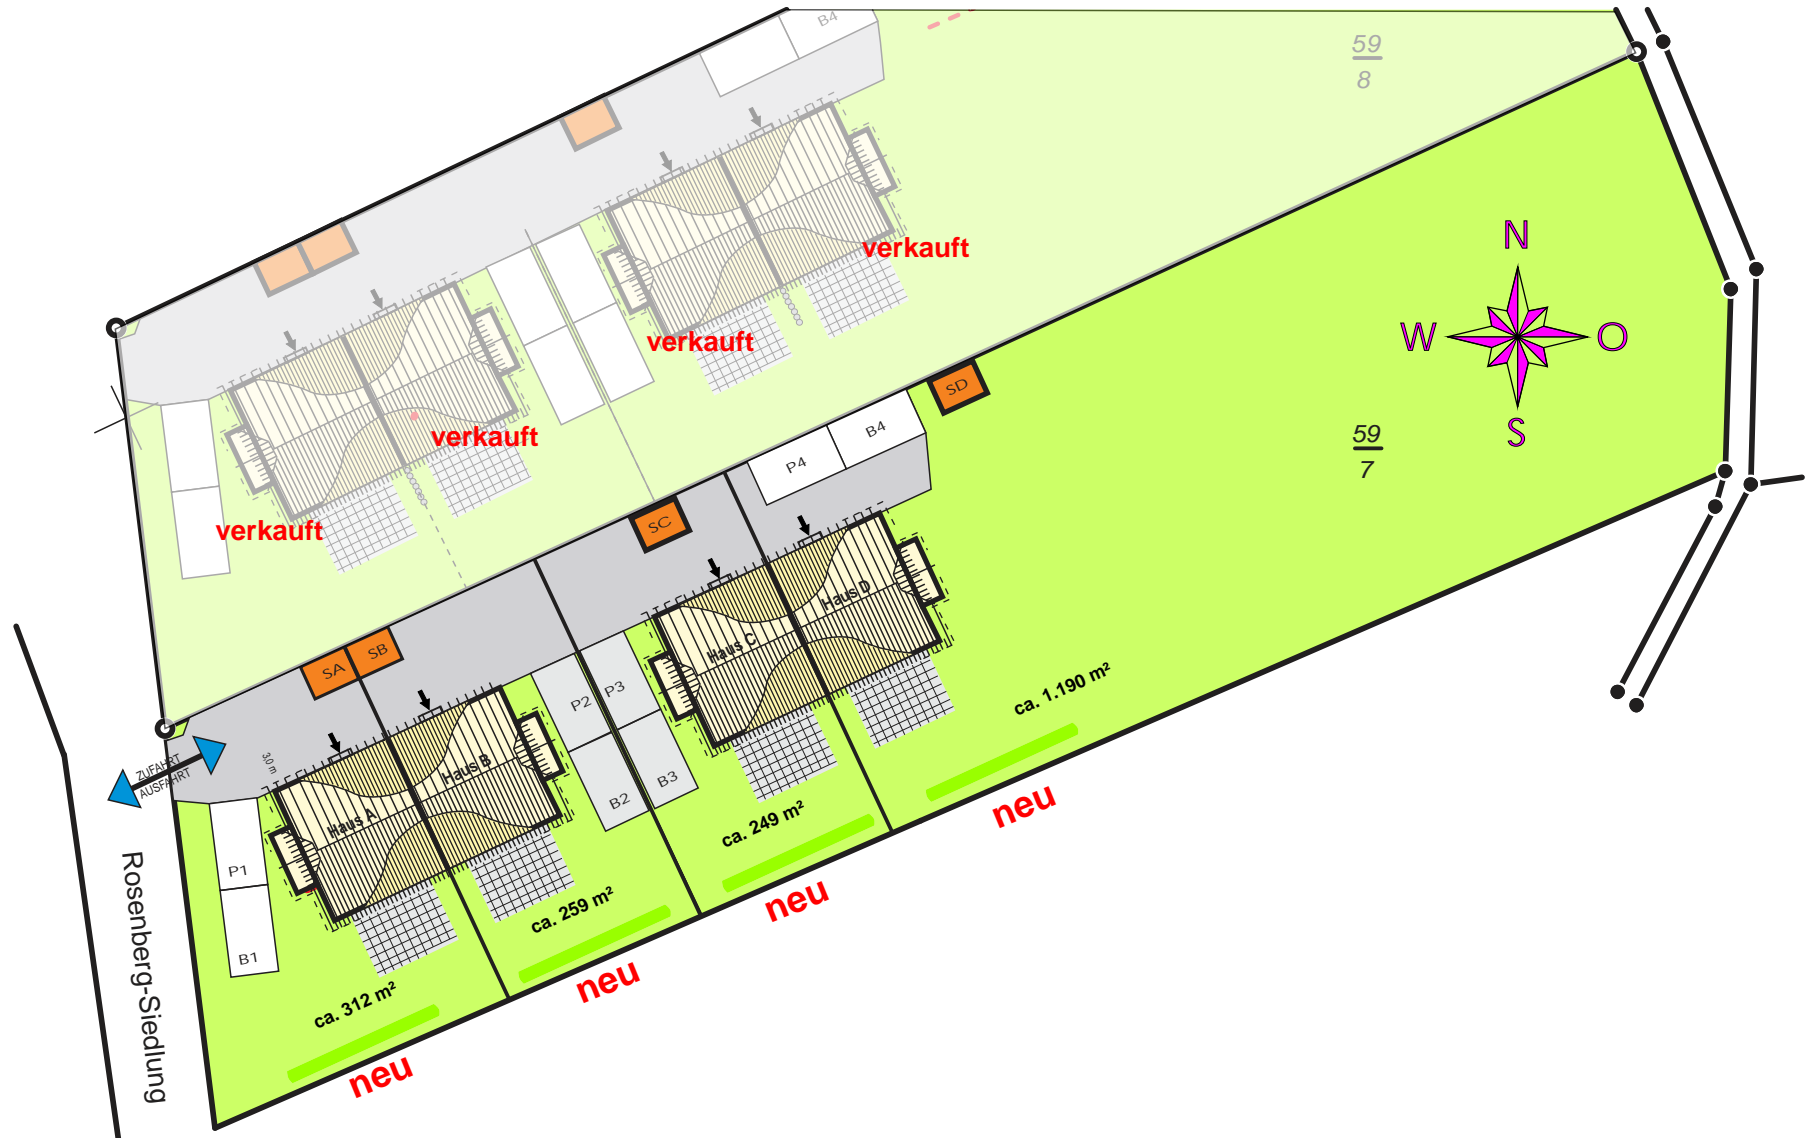 B4
59
8
verkauft
verkauft
verkauft
verkauft
N
W
O
S
59
7
SD
B4
P4
SC
SB
SA
Haus D
Haus C
Haus B
Haus A
P3
P2
B3
B2
ca. 1.190 m²
ca. 249 m²
ca. 259 m²
ca. 312 m²
ZUFAHRT
AUSFAHRT
3,0 m
P1
B1
neu
neu
neu
neu
Rosenberg-Siedlung